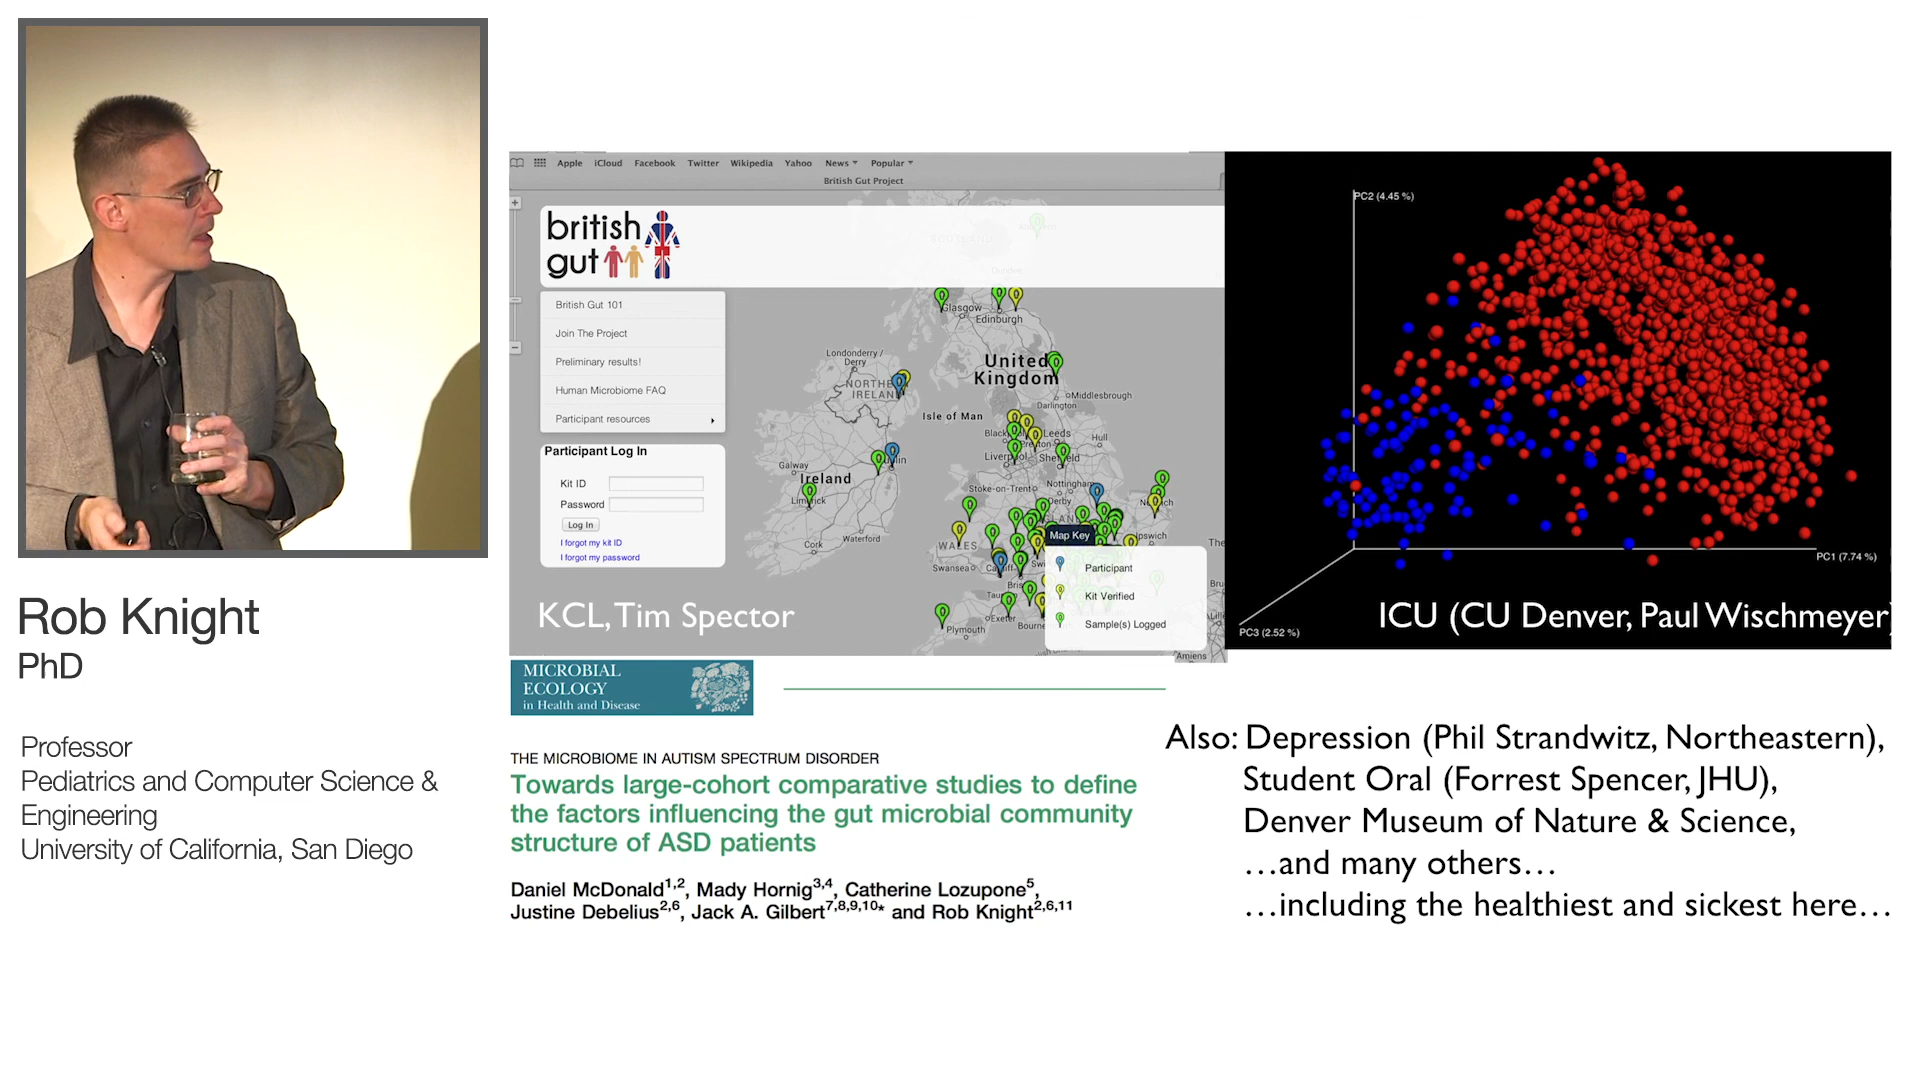 Rob Knight
PhD
Professor
Pediatrics and Computer Science &
Engineering
University of California, San Diego
Apple iCloud Facebook Twitter Wikipedia Yahoo News Popular
British Gut Project
british
gut
British Gut 101
Join The Project
Preliminary results!
Human Microbiome FAQ
Participant resources
Participant Log In
Kit ID
Password
Log In
I forgot my kit ID
I forgot my password
Glasgow
Edinburgh
Londonderry /
Derry
United
Kingdom
IRELAND
Isle of Man
Middlesbrough
Darlington
Leeds
Hull
Preston
Liverpool
Sheffield
Galway
Ireland
Limerick
Stoke-on-Trent
Nottingham
Derby
Cork
Waterford
WALES
Swansea
Cardiff
Exeter
Plymouth
Amiens
Map Key
Participant
Kit Verified
Sample(s) Logged
KCL, Tim Spector
PC2 (4.45 %)
PC1 (7.74 %)
PC3 (2.52 %)
ICU (CU Denver, Paul Wischmeyer)
MICROBIAL
ECOLOGY
in Health and Disease
THE MICROBIOME IN AUTISM SPECTRUM DISORDER
Towards large-cohort comparative studies to define
the factors influencing the gut microbial community
structure of ASD patients
Daniel McDonald1,2, Mady Hornig3,4, Catherine Lozupone5,
Justine Debelius2,6, Jack A. Gilbert7,8,9,10* and Rob Knight2,6,11
Also: Depression (Phil Strandwitz, Northeastern),
Student Oral (Forrest Spencer, JHU),
Denver Museum of Nature & Science,
…and many others…
…including the healthiest and sickest here…